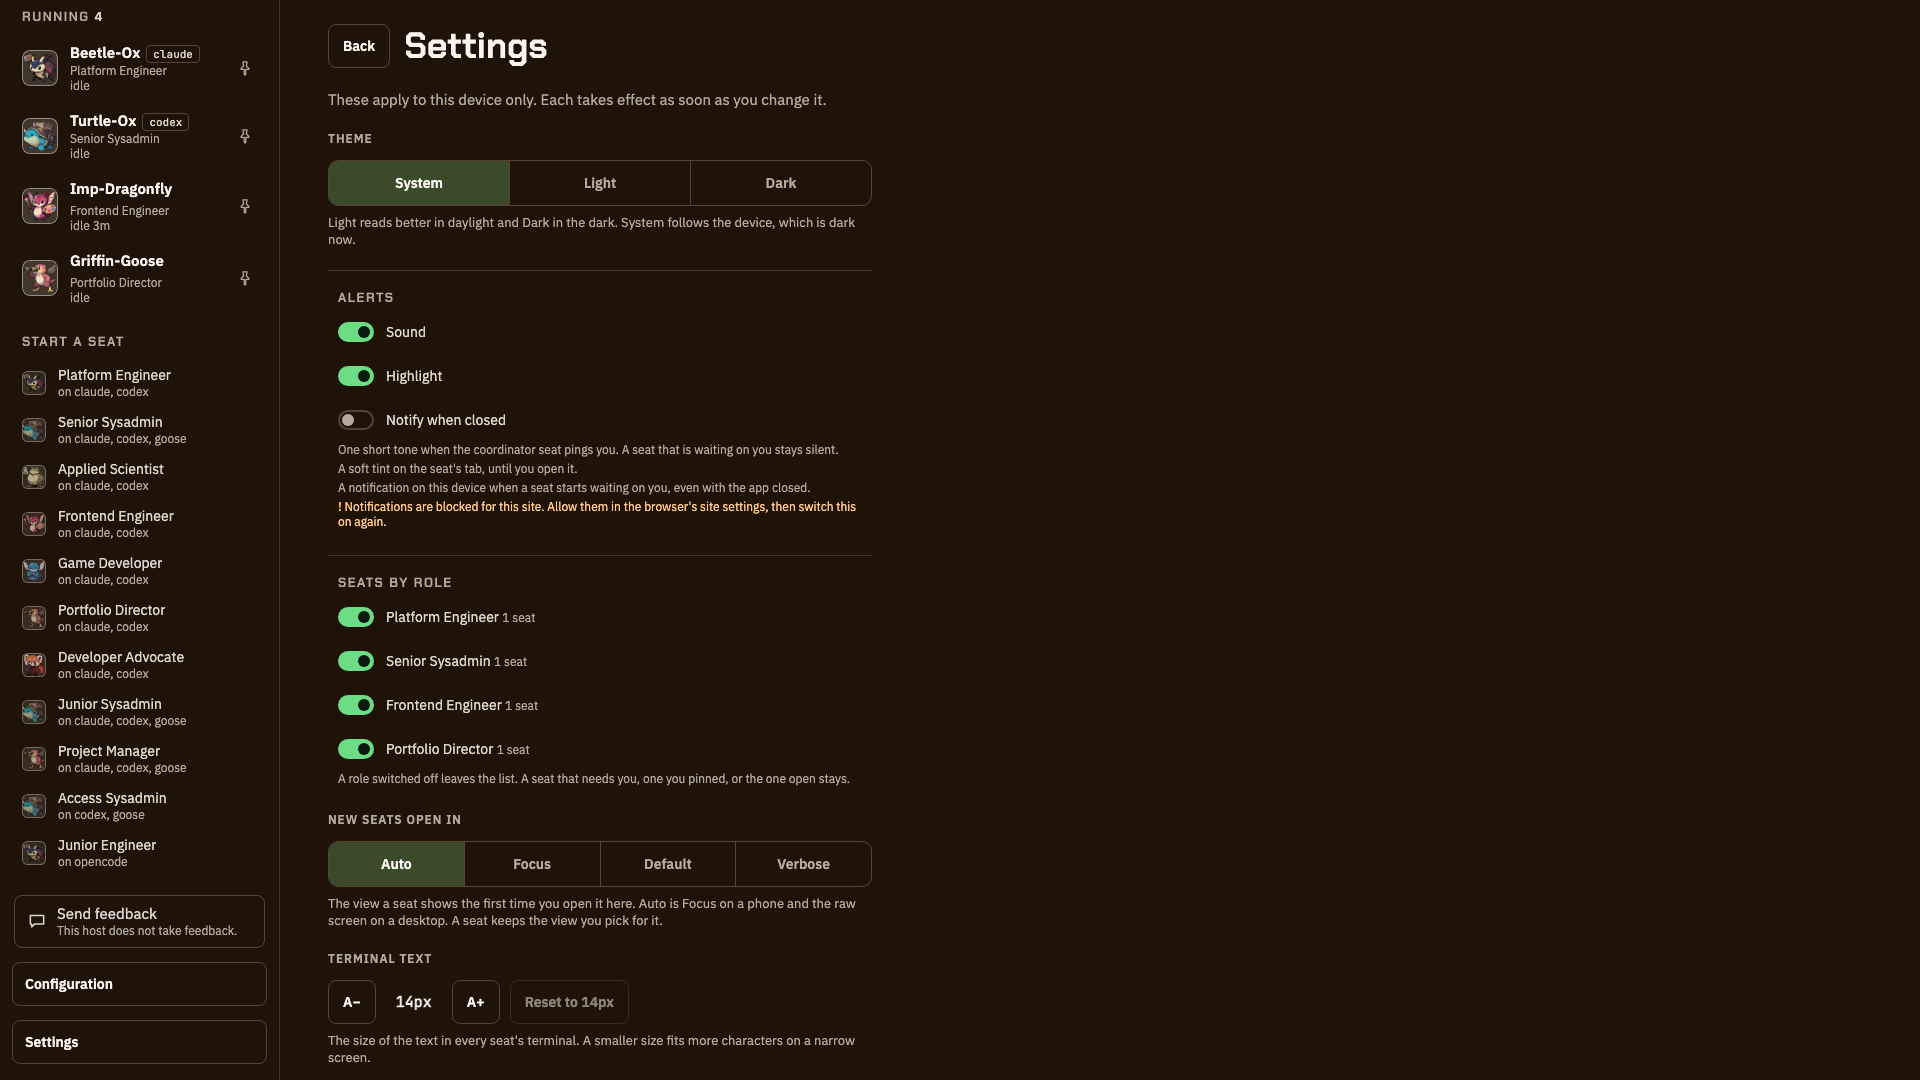 RUNNING 4
Beetle-Ox claude
Platform Engineer
idle
Turtle-Ox codex
Senior Sysadmin
idle
Imp-Dragonfly
Frontend Engineer
idle 3m
Griffin-Goose
Portfolio Director
idle
START A SEAT
Platform Engineer
on claude, codex
Senior Sysadmin
on claude, codex, goose
Applied Scientist
on claude, codex
Frontend Engineer
on claude, codex
Game Developer
on claude, codex
Portfolio Director
on claude, codex
Developer Advocate
on claude, codex
Junior Sysadmin
on claude, codex, goose
Project Manager
on claude, codex, goose
Access Sysadmin
on codex, goose
Junior Engineer
on opencode
Send feedback
This host does not take feedback.
Configuration
Settings
Back
Settings
These apply to this device only. Each takes effect as soon as you change it.
THEME
System Light Dark
Light reads better in daylight and Dark in the dark. System follows the device, which is dark
now.
ALERTS
Sound
Highlight
Notify when closed
One short tone when the coordinator seat pings you. A seat that is waiting on you stays silent.
A soft tint on the seat's tab, until you open it.
A notification on this device when a seat starts waiting on you, even with the app closed.
! Notifications are blocked for this site. Allow them in the browser's site settings, then switch this
on again.
SEATS BY ROLE
Platform Engineer 1 seat
Senior Sysadmin 1 seat
Frontend Engineer 1 seat
Portfolio Director 1 seat
A role switched off leaves the list. A seat that needs you, one you pinned, or the one open stays.
NEW SEATS OPEN IN
Auto Focus Default Verbose
The view a seat shows the first time you open it here. Auto is Focus on a phone and the raw
screen on a desktop. A seat keeps the view you pick for it.
TERMINAL TEXT
A− 14px A+ Reset to 14px
The size of the text in every seat's terminal. A smaller size fits more characters on a narrow
screen.